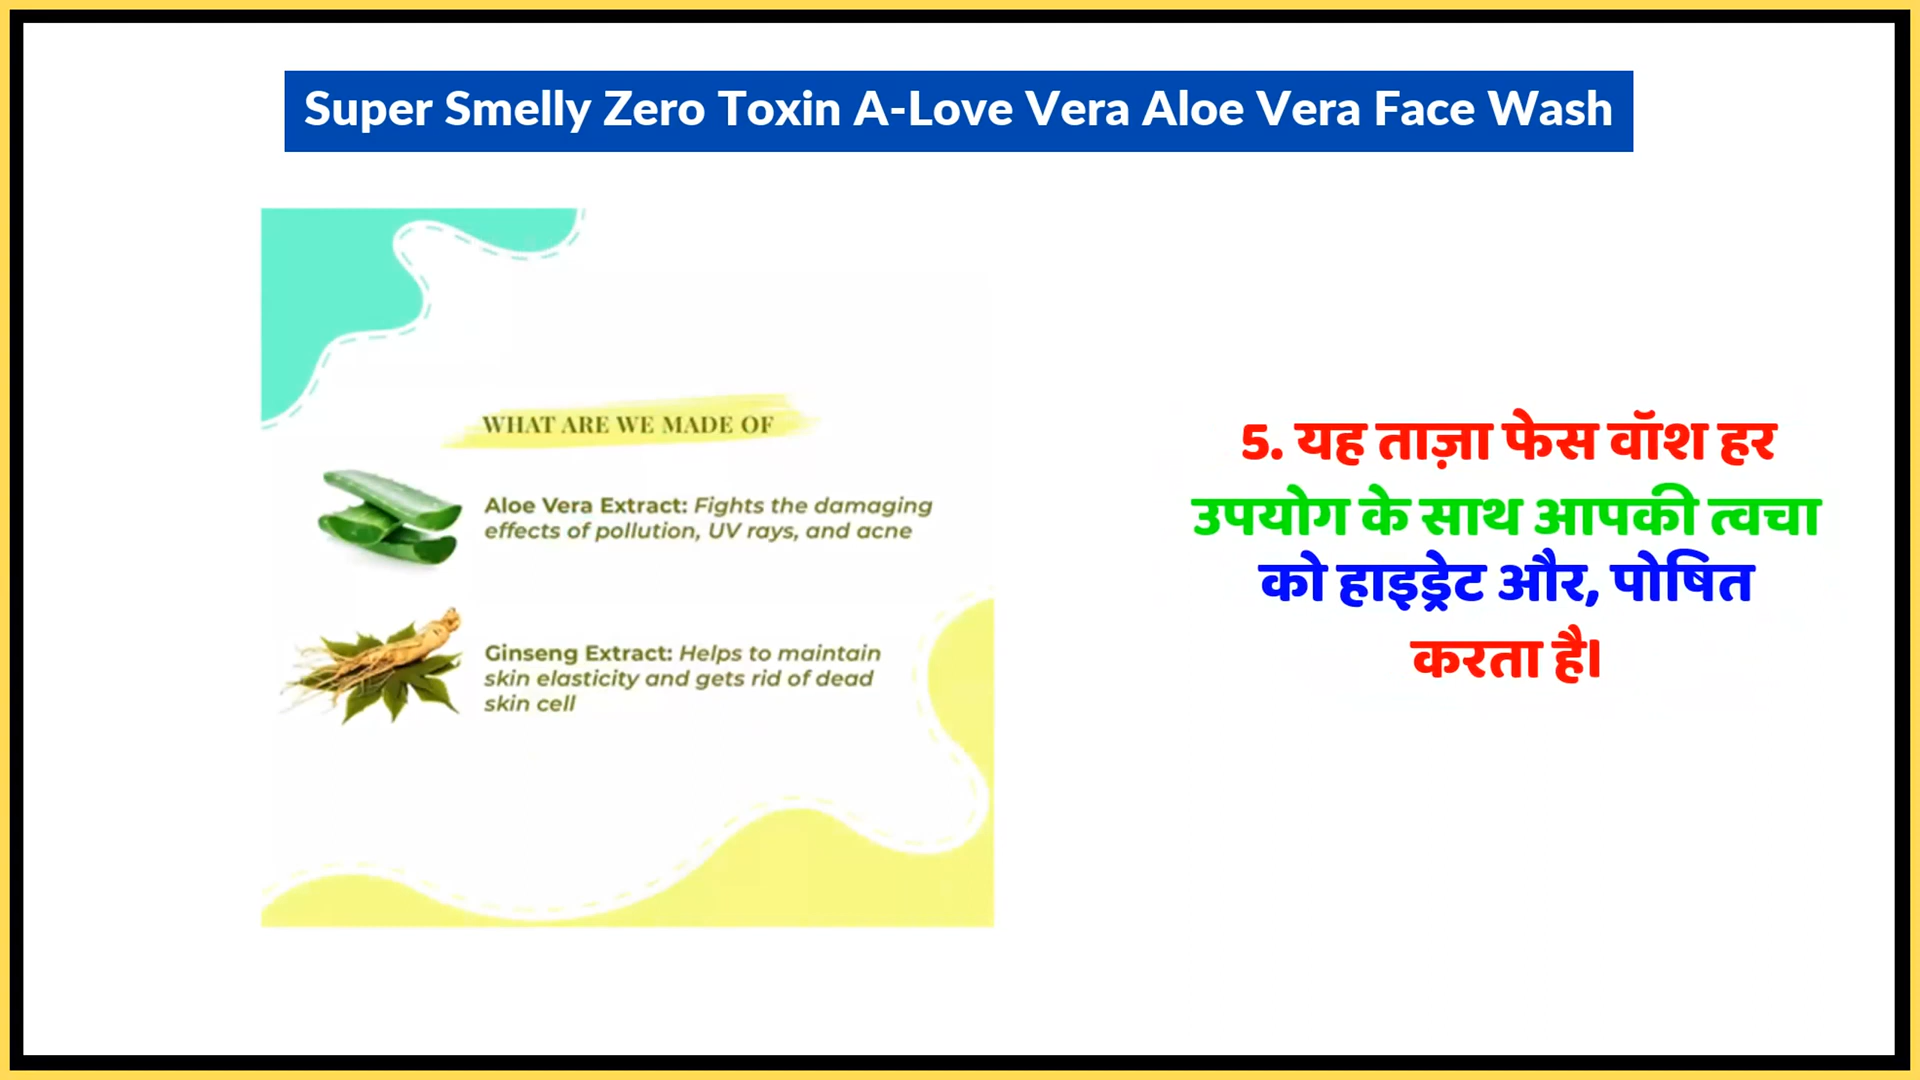 Super Smelly Zero Toxin A-Love Vera Aloe Vera Face Wash
WHAT ARE WE MADE OF
Aloe Vera Extract: Fights the damaging
effects of pollution, UV rays, and acne
Ginseng Extract: Helps to maintain
skin elasticity and gets rid of dead
skin cell
5. यह ताज़ा फेस वॉश हर
उपयोग के साथ आपकी त्वचा
को हाइड्रेट और, पोषित
करता है।